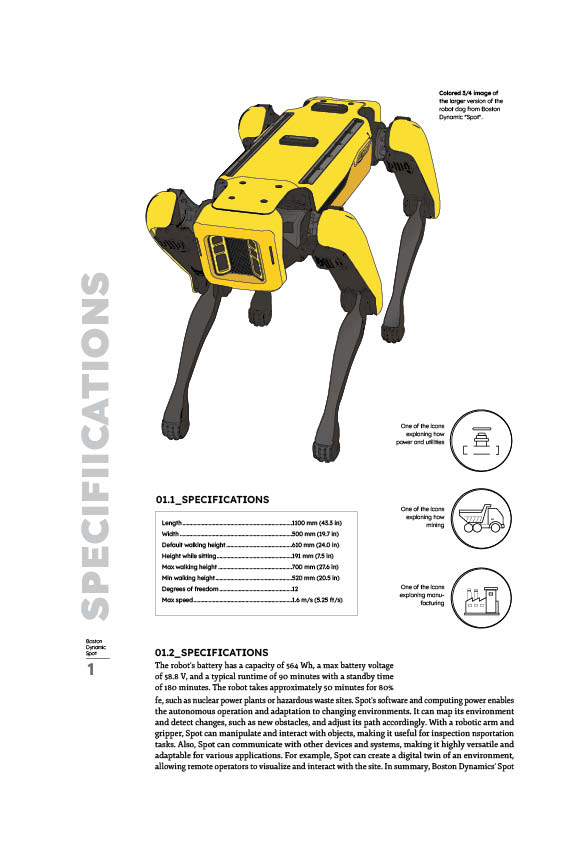 Colored 3/4 image of
the larger version of the
robot dog from Boston
Dynamic "Spot".
SPECIFIICATIONS
One of the icons
explaning how
power and utilities
One of the icons
explaning how
mining
One of the icons
explaning manu-
facturing
01.1_SPECIFICATIONS
Length 1100 mm (43.3 in)
Width 500 mm (19.7 in)
Default walking height 610 mm (24.0 in)
Height while sitting 191 mm (7.5 in)
Max walking height 700 mm (27.6 in)
Min walking height 520 mm (20.5 in)
Degrees of freedom 12
Max speed 1.6 m/s (5.25 ft/s)
Boston
Dynamic
Spot
1
01.2_SPECIFICATIONS
The robot's battery has a capacity of 564 Wh, a max battery voltage
of 58.8 V, and a typical runtime of 90 minutes with a standby time
of 180 minutes. The robot takes approximately 50 minutes for 80%
fe, such as nuclear power plants or hazardous waste sites. Spot's software and computing power enables
the autonomous operation and adaptation to changing environments. It can map its environment
and detect changes, such as new obstacles, and adjust its path accordingly. With a robotic arm and
gripper, Spot can manipulate and interact with objects, making it useful for inspection nsportation
tasks. Also, Spot can communicate with other devices and systems, making it highly versatile and
adaptable for various applications. For example, Spot can create a digital twin of an environment,
allowing remote operators to visualize and interact with the site. In summary, Boston Dynamics' Spot